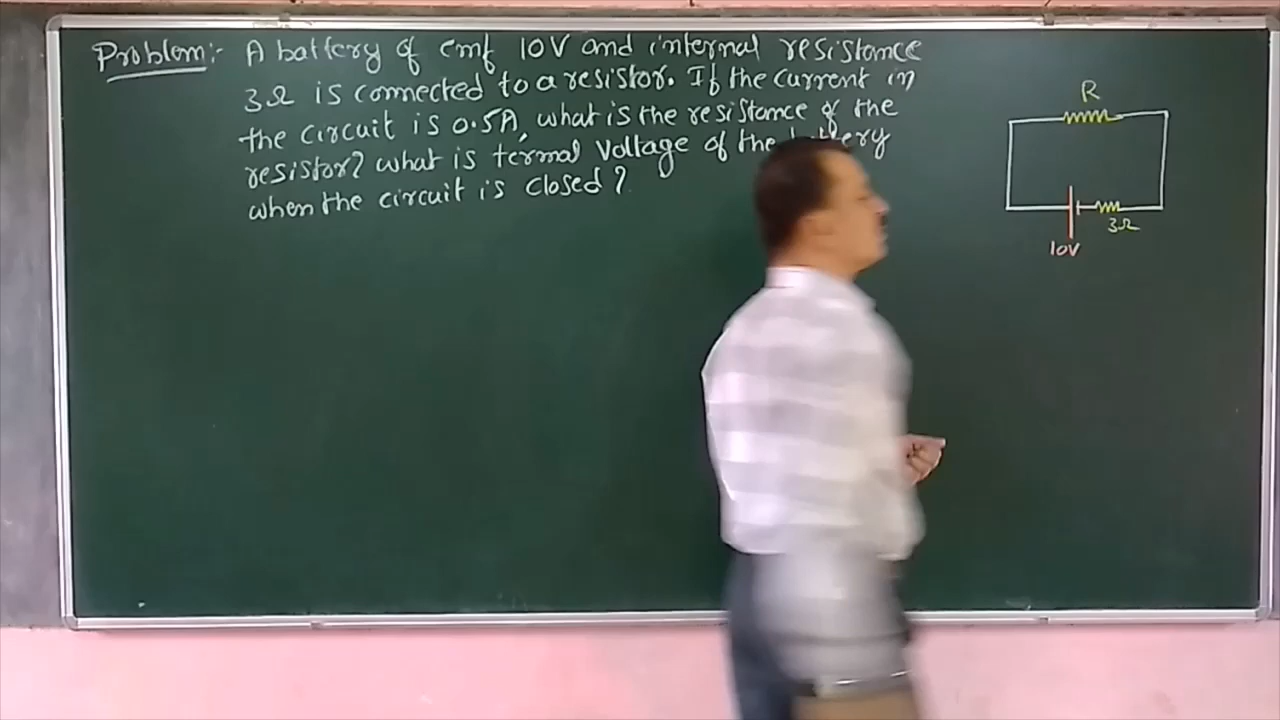 Problem:- A battery of emf 10V and internal resistance
3Ω is connected to a resistor. If the current in
the circuit is 0.5A, what is the resistance of the
resistor? what is termal Voltage of the battery
when the circuit is closed?
R
3Ω
10V